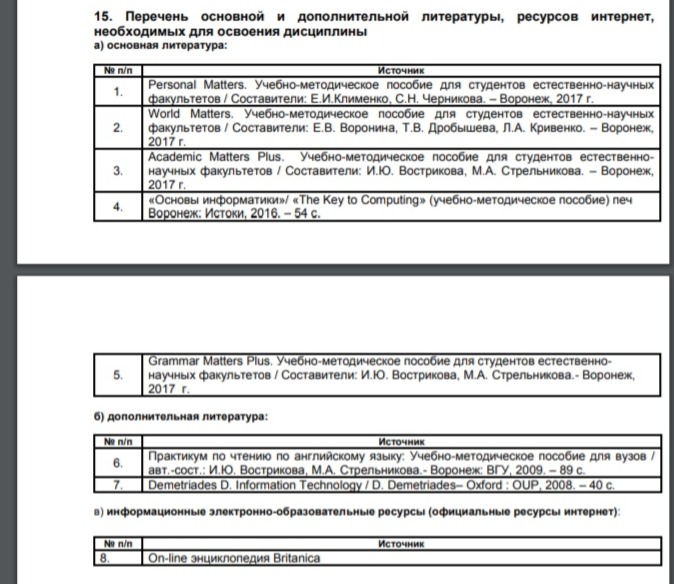 15. Перечень основной и дополнительной литературы, ресурсов интернет,
необходимых для освоения дисциплины
а) основная литература:
№ п/п Источник
1. Personal Matters. Учебно-методическое пособие для студентов естественно-научных
факультетов / Составители: Е.И.Клименко, С.Н. Черникова. – Воронеж, 2017 г.
2. World Matters. Учебно-методическое пособие для студентов естественно-научных
факультетов / Составители: Е.В. Воронина, Т.В. Дробышева, Л.А. Кривенко. – Воронеж,
2017 г.
3. Academic Matters Plus. Учебно-методическое пособие для студентов естественно-
научных факультетов / Составители: И.Ю. Вострикова, М.А. Стрельникова. – Воронеж,
2017 г.
4. «Основы информатики»/ «The Key to Computing» (учебно-методическое пособие) печ
Воронеж: Истоки, 2016. – 54 с.
5. Grammar Matters Plus. Учебно-методическое пособие для студентов естественно-
научных факультетов / Составители: И.Ю. Вострикова, М.А. Стрельникова.- Воронеж,
2017 г.
б) дополнительная литература:
№ п/п Источник
6. Практикум по чтению по английскому языку: Учебно-методическое пособие для вузов /
авт.-сост.: И.Ю. Вострикова, М.А. Стрельникова.- Воронеж: ВГУ, 2009. – 89 с.
7. Demetriades D. Information Technology / D. Demetriades– Oxford : OUP, 2008. – 40 с.
в) информационные электронно-образовательные ресурсы (официальные ресурсы интернет):
№ п/п Источник
8. On-line энциклопедия Britanica